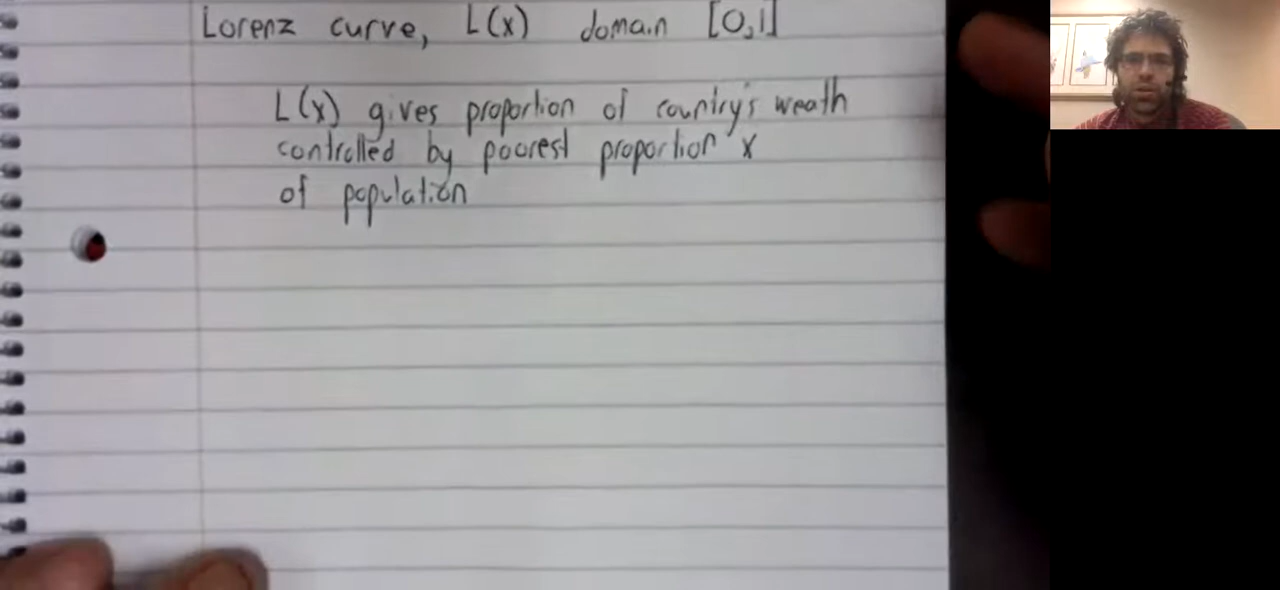 Lorenz curve, L(x) domain [0,1]
L(x) gives proportion of country's weath
controlled by poorest proportion x
of population